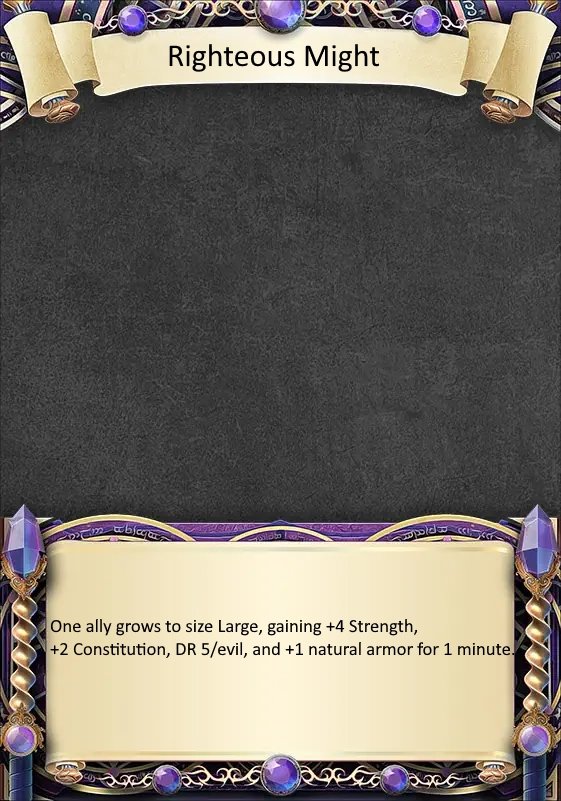 Righteous Might
One ally grows to size Large, gaining +4 Strength,
+2 Constitution, DR 5/evil, and +1 natural armor for 1 minute.